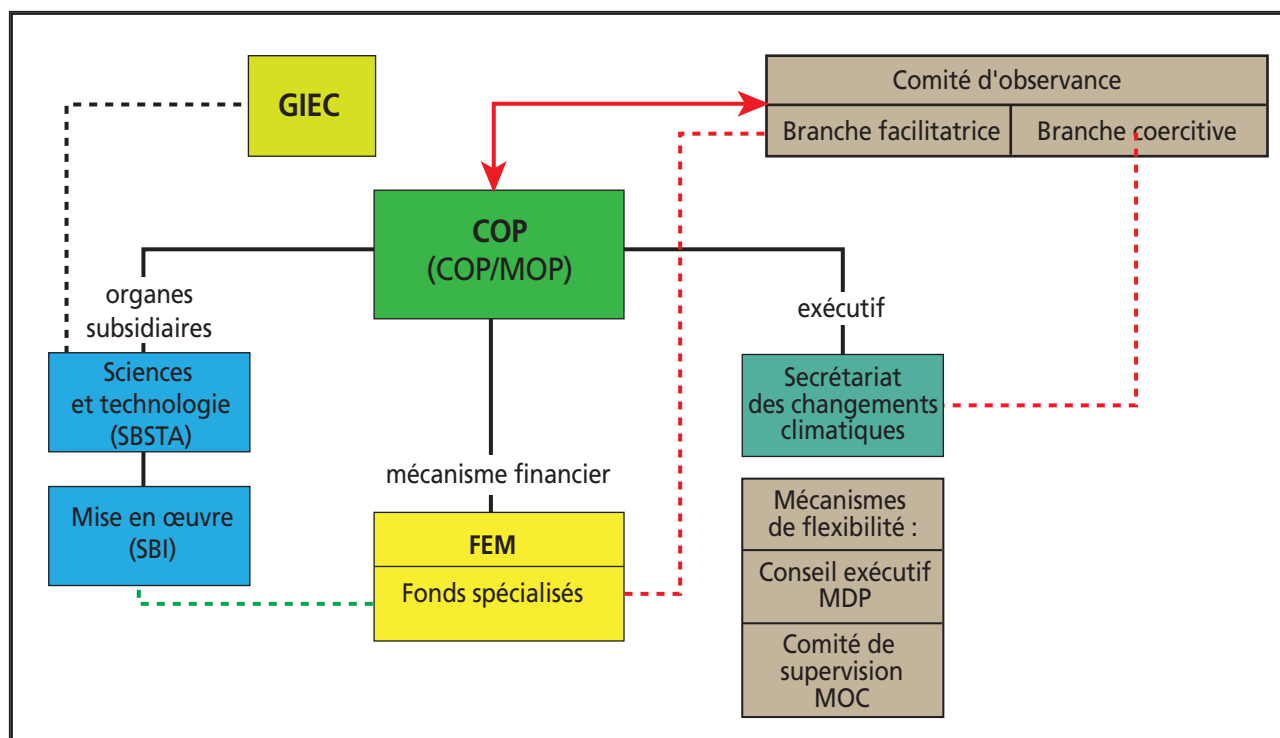 GIEC
Comité d'observance
Branche facilitatrice
Branche coercitive
COP
(COP/MOP)
organes
subsidiaires
exécutif
Sciences
et technologie
(SBSTA)
Secrétariat
des changements
climatiques
mécanisme financier
Mise en œuvre
(SBI)
FEM
Fonds spécialisés
Mécanismes
de flexibilité :
Conseil exécutif
MDP
Comité de
supervision
MOC